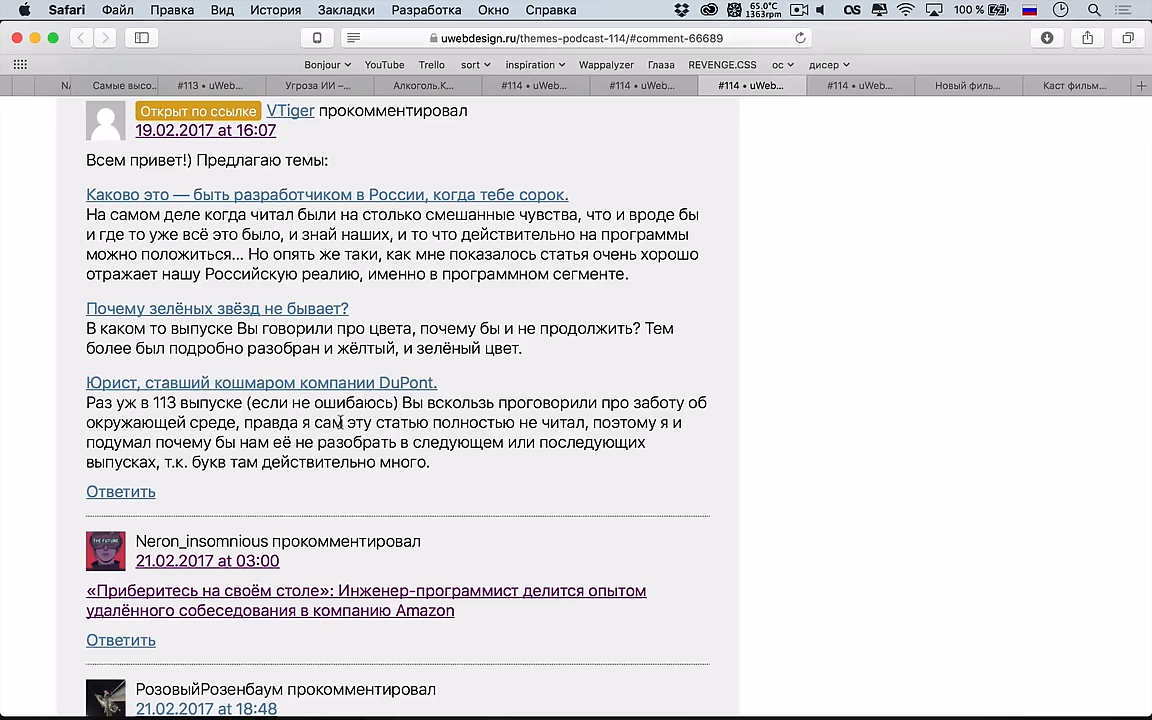 Safari Файл Правка Вид История Закладки Разработка Окно Справка 65.0°C 1363rpm 100 %
uwebdesign.ru/themes-podcast-114/#comment-66689
Bonjour YouTube Trello sort inspiration Wappalyzer Глаза REVENGE.CSS ос дисер
N Самые высо... #113 • uWeb... Угроза ИИ –... Алкоголь.К... #114 • uWeb... #114 • uWeb... #114 • uWeb... #114 • uWeb... Новый филь... Каст фильм...
Открыт по ссылке VTiger прокомментировал
19.02.2017 at 16:07
Всем привет!) Предлагаю темы:
Каково это — быть разработчиком в России, когда тебе сорок.
На самом деле когда читал были на столько смешанные чувства, что и вроде бы
и где то уже всё это было, и знай наших, и то что действительно на программы
можно положиться... Но опять же таки, как мне показалось статья очень хорошо
отражает нашу Российскую реалию, именно в программном сегменте.
Почему зелёных звёзд не бывает?
В каком то выпуске Вы говорили про цвета, почему бы и не продолжить? Тем
более был подробно разобран и жёлтый, и зелёный цвет.
Юрист, ставший кошмаром компании DuPont.
Раз уж в 113 выпуске (если не ошибаюсь) Вы вскользь проговорили про заботу об
окружающей среде, правда я сам эту статью полностью не читал, поэтому я и
подумал почему бы нам её не разобрать в следующем или последующих
выпусках, т.к. букв там действительно много.
Ответить
THE FUTURE
Neron_insomnious прокомментировал
21.02.2017 at 03:00
«Приберитесь на своём столе»: Инженер-программист делится опытом
удалённого собеседования в компанию Amazon
Ответить
РозовыйРозенбаум прокомментировал
21.02.2017 at 18:48